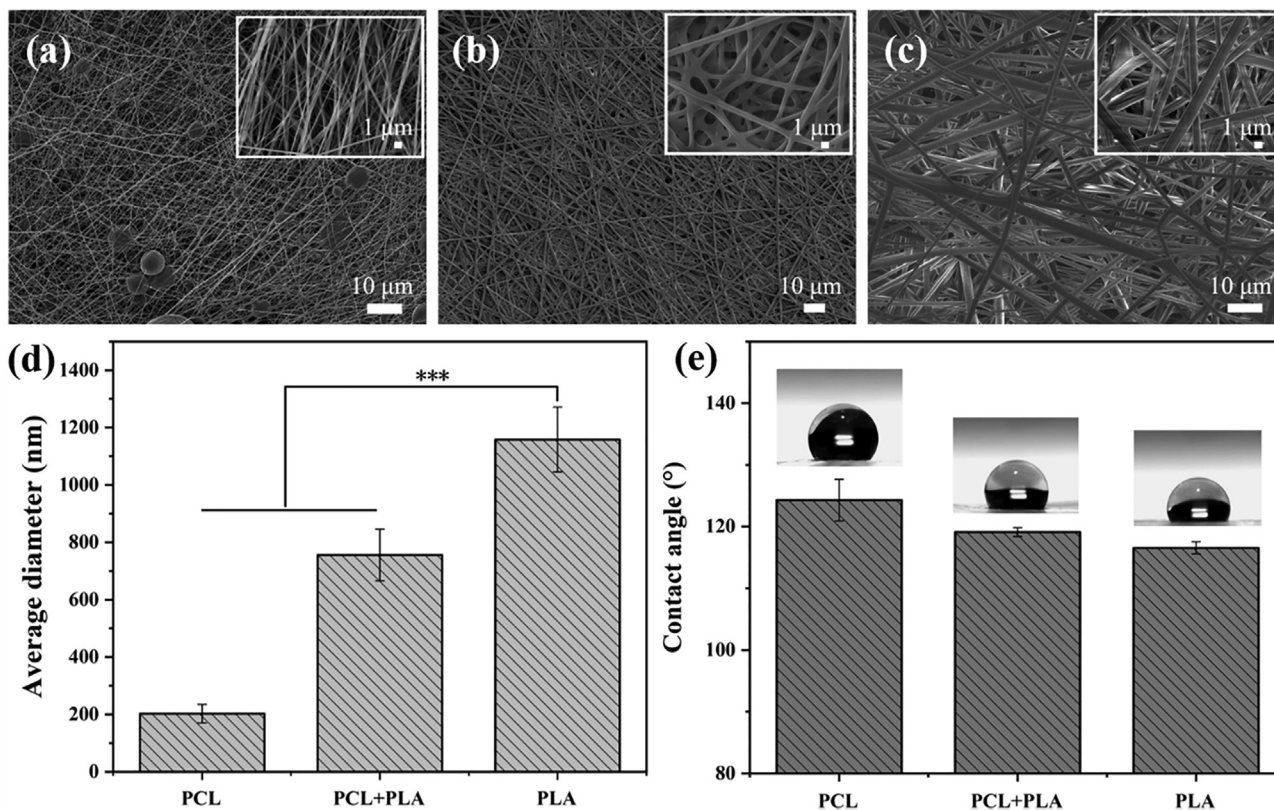 (a)
1 μm
10 μm
(b)
1 μm
10 μm
(c)
1 μm
10 μm
(d)
Average diameter (nm)
1400
1200
1000
800
600
400
200
0
***
PCL
PCL+PLA
PLA
(e)
Contact angle (°)
140
120
100
80
PCL
PCL+PLA
PLA